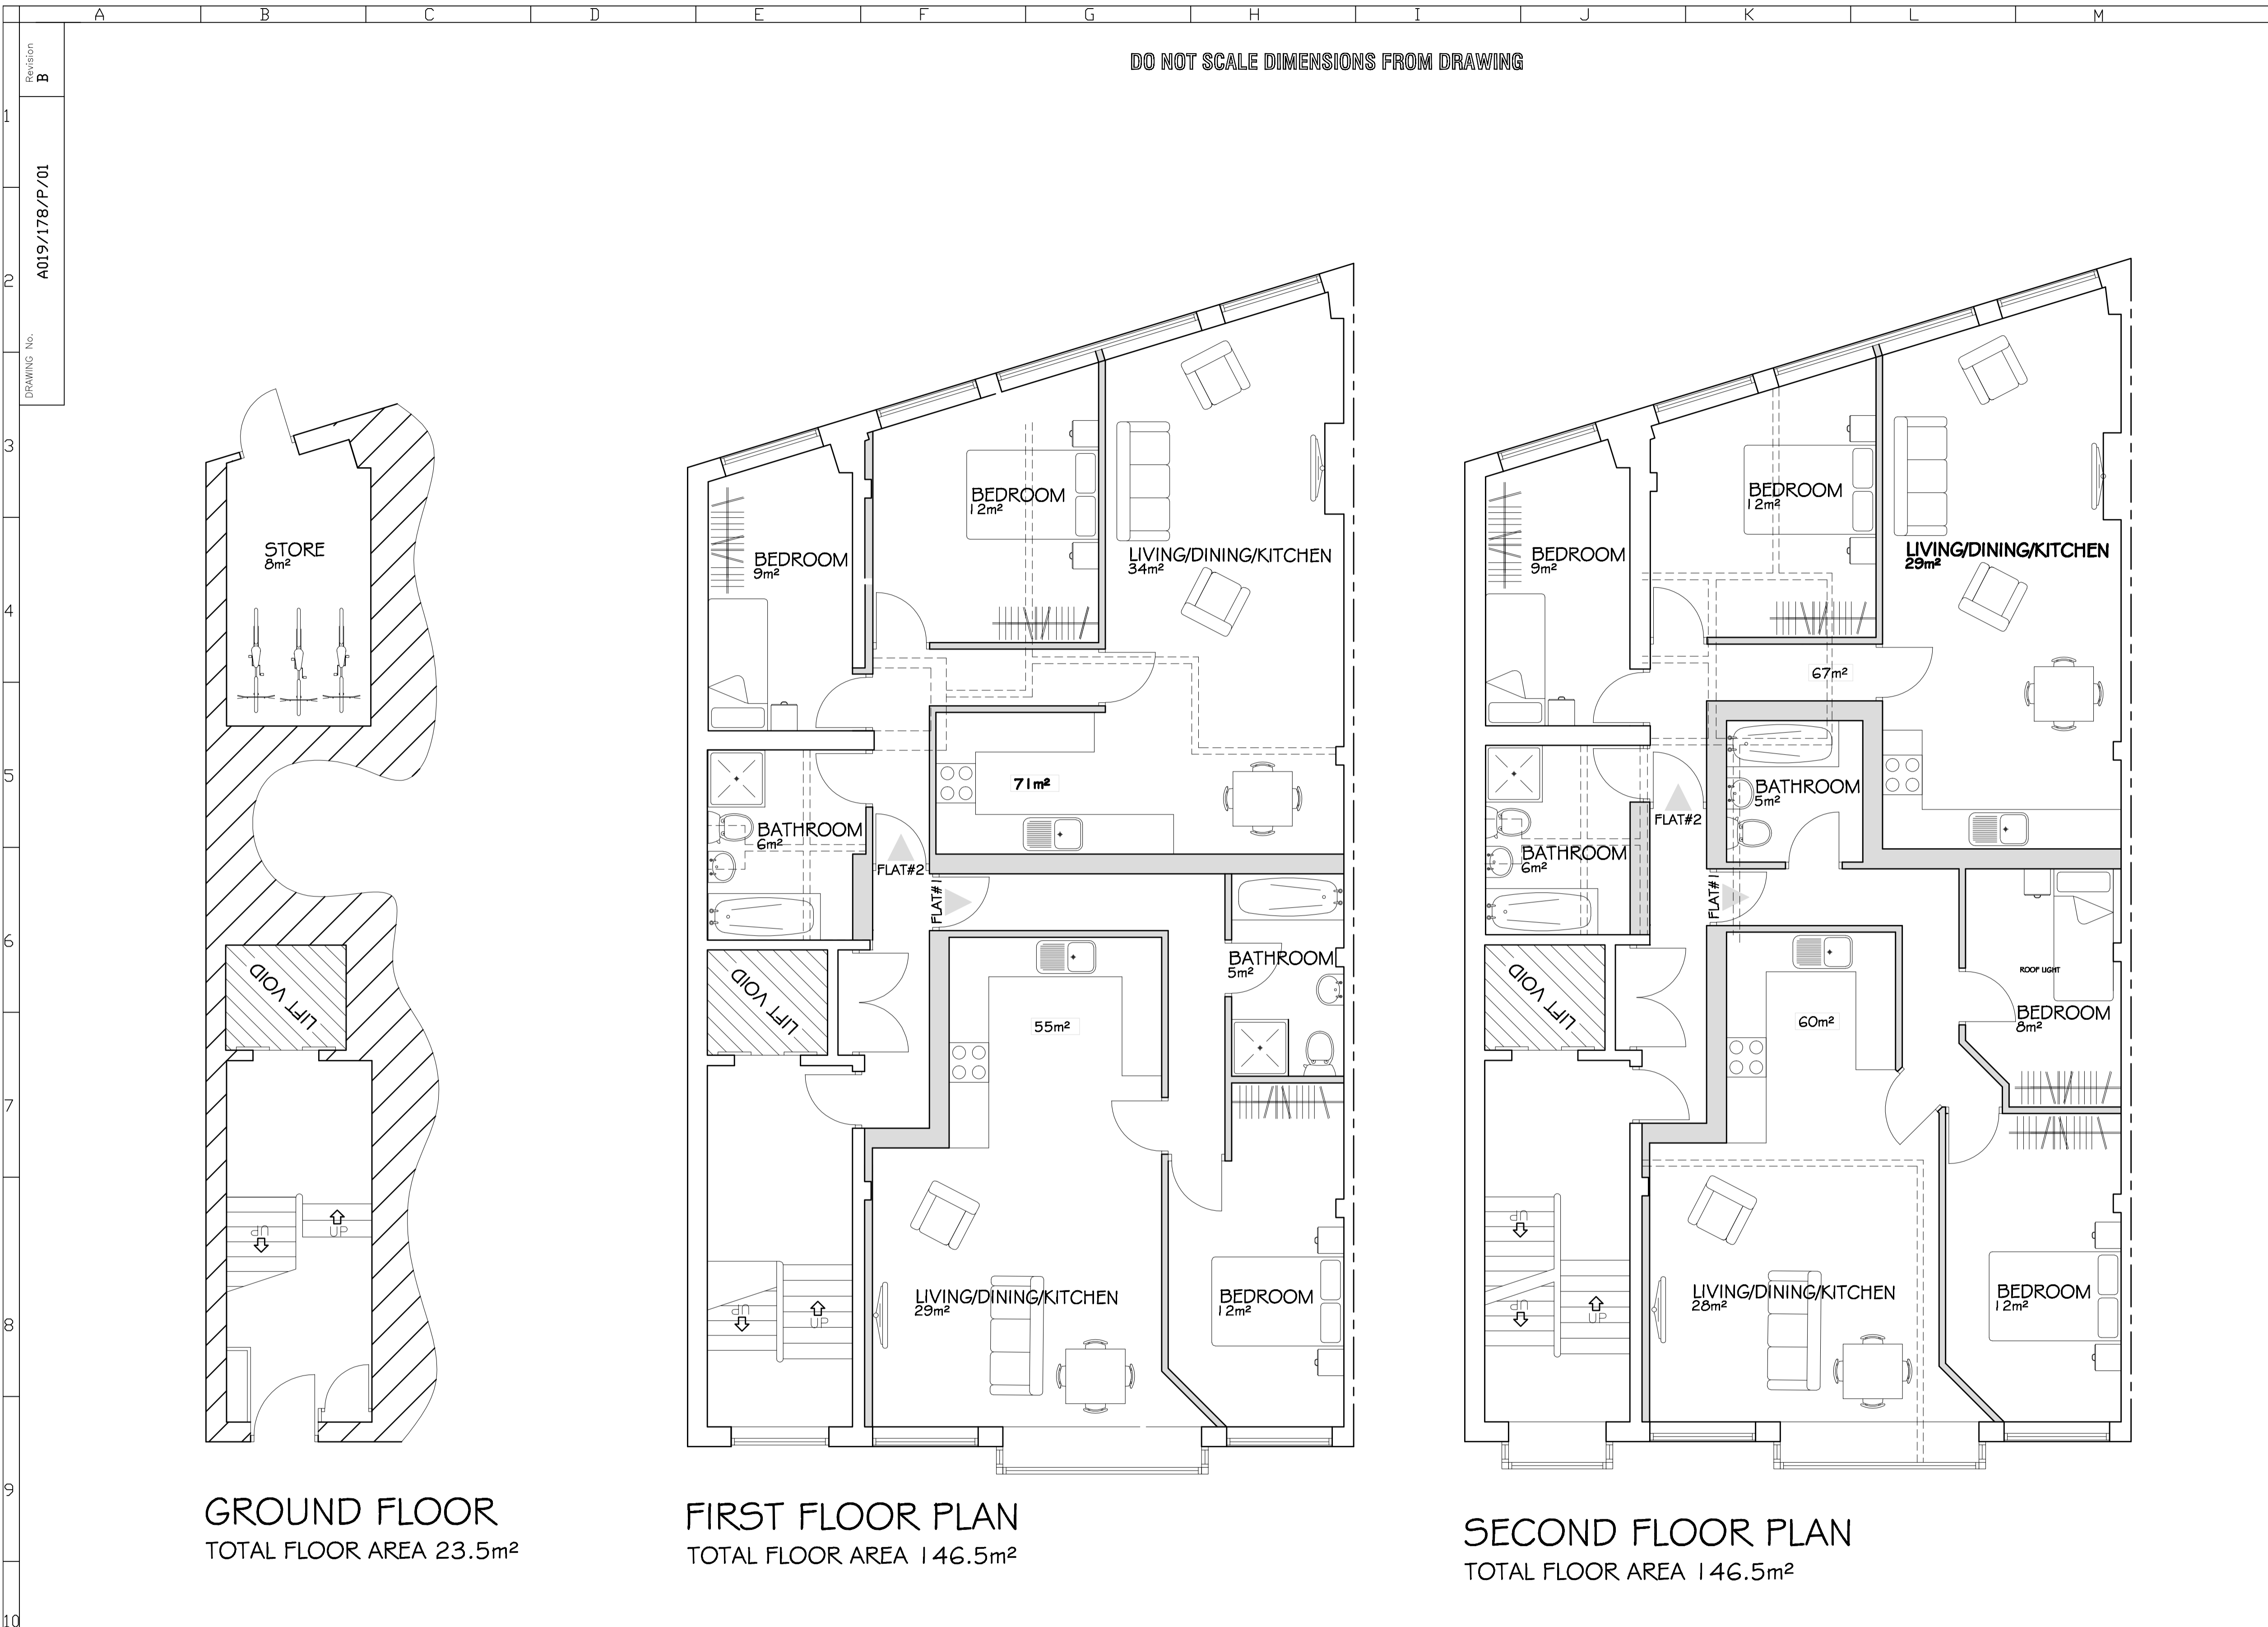 A B C D E F G H I J K L M
1
2
3
4
5
6
7
8
9
10
Revision
B
A019/178/P/01
DRAWING No.
DO NOT SCALE DIMENSIONS FROM DRAWING
STORE
8m²
LIFT VOID
UP
UP
GROUND FLOOR
TOTAL FLOOR AREA 23.5m²
BEDROOM
12m²
BEDROOM
9m²
LIVING/DINING/KITCHEN
34m²
71m²
BATHROOM
6m²
FLAT#2
FLAT#1
BATHROOM
5m²
LIFT VOID
55m²
UP
UP
LIVING/DINING/KITCHEN
29m²
BEDROOM
12m²
FIRST FLOOR PLAN
TOTAL FLOOR AREA 146.5m²
BEDROOM
12m²
BEDROOM
9m²
LIVING/DINING/KITCHEN
29m²
67m²
BATHROOM
5m²
FLAT#2
BATHROOM
6m²
FLAT#1
ROOF LIGHT
LIFT VOID
BEDROOM
8m²
60m²
UP
UP
LIVING/DINING/KITCHEN
28m²
BEDROOM
12m²
SECOND FLOOR PLAN
TOTAL FLOOR AREA 146.5m²